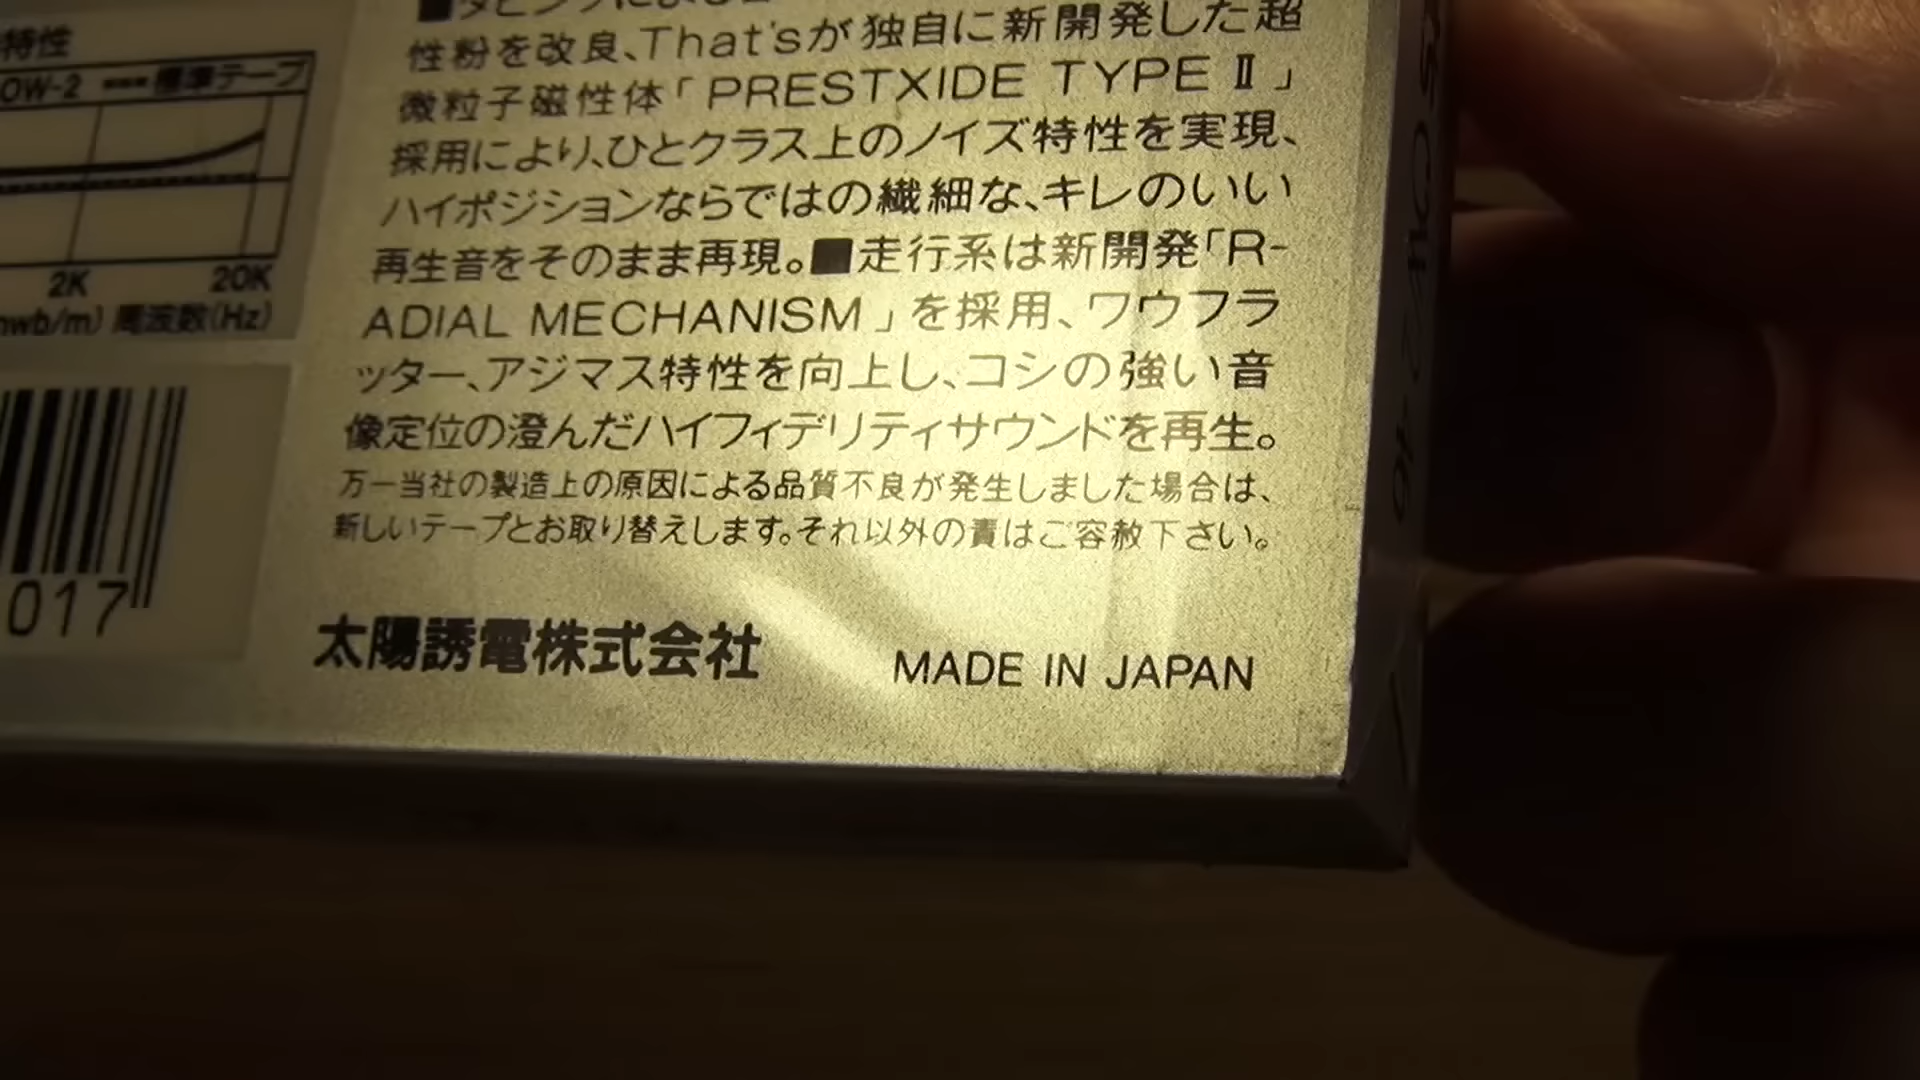 特性
OW-2 標準テープ
2K 20K
nwb/m) 周波数(Hz)
017
性粉を改良、That'sが独自に新開発した超
微粒子磁性体「PRESTXIDE TYPE Ⅱ」
採用により、ひとクラス上のノイズ特性を実現、
ハイポジションならではの繊細な、キレのいい
再生音をそのまま再現。■走行系は新開発「R-
ADIAL MECHANISM」を採用、ワウフラ
ッター、アジマス特性を向上し、コシの強い音
像定位の澄んだハイフィデリティサウンドを再生。
万一当社の製造上の原因による品質不良が発生しました場合は、
新しいテープとお取り替えします。それ以外の責はご容赦下さい。
太陽誘電株式会社 MADE IN JAPAN